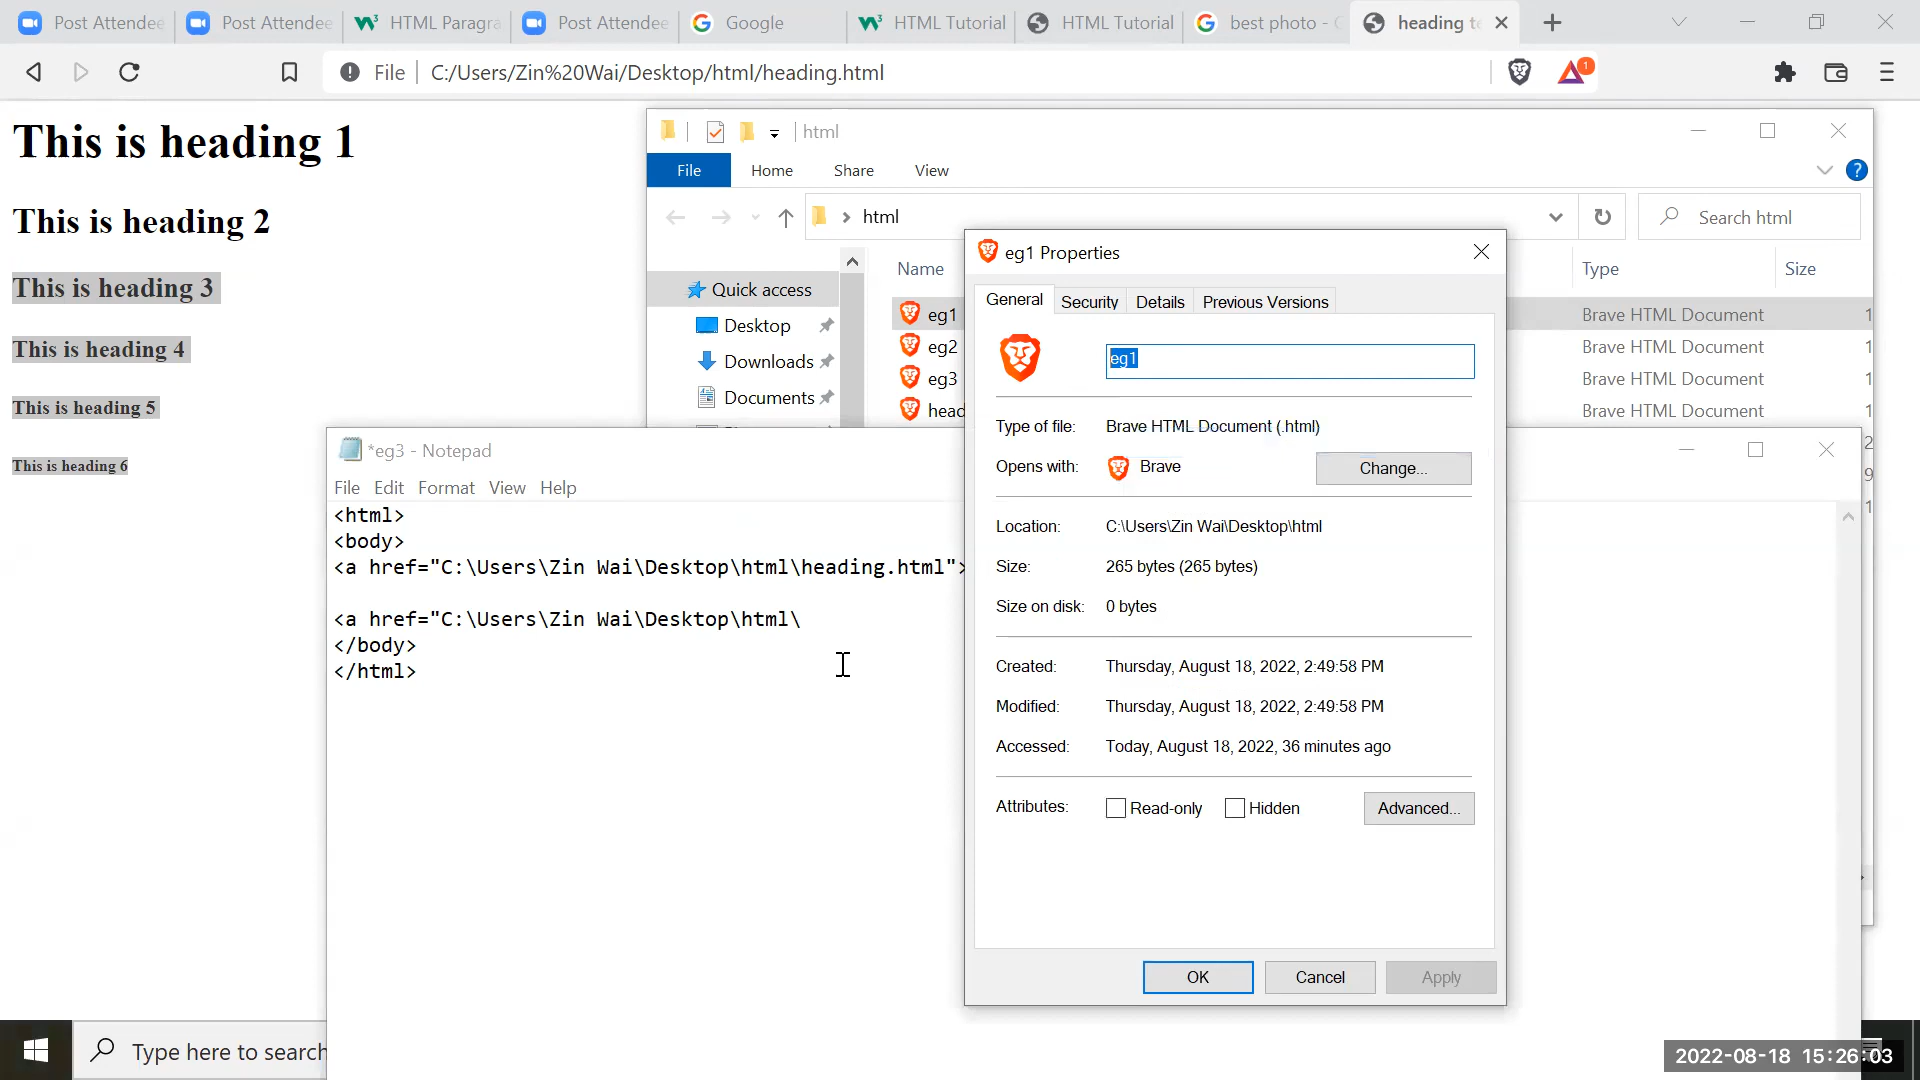 Post Attendee
Post Attendee
HTML Paragra
Post Attendee
Google
HTML Tutorial
HTML Tutorial
best photo - G
heading te
File
C:/Users/Zin%20Wai/Desktop/html/heading.html
1
This is heading 1
This is heading 2
This is heading 3
This is heading 4
This is heading 5
This is heading 6
html
File Home Share View
?
html
Search html
Name
Type
Size
Quick access
Desktop
Downloads
Documents
eg1
Brave HTML Document
1
eg2
Brave HTML Document
1
eg3
Brave HTML Document
1
head
Brave HTML Document
1
2
9
1
eg1 Properties
General Security Details Previous Versions
eg1
Type of file: Brave HTML Document (.html)
Opens with: Brave Change...
Location: C:\Users\Zin Wai\Desktop\html
Size: 265 bytes (265 bytes)
Size on disk: 0 bytes
Created: Thursday, August 18, 2022, 2:49:58 PM
Modified: Thursday, August 18, 2022, 2:49:58 PM
Accessed: Today, August 18, 2022, 36 minutes ago
Attributes: Read-only Hidden Advanced...
OK Cancel Apply
*eg3 - Notepad
File Edit Format View Help
<html>
<body>
<a href="C:\Users\Zin Wai\Desktop\html\heading.html">

<a href="C:\Users\Zin Wai\Desktop\html\
</body>
</html>
Type here to search
2022-08-18 15:26:03